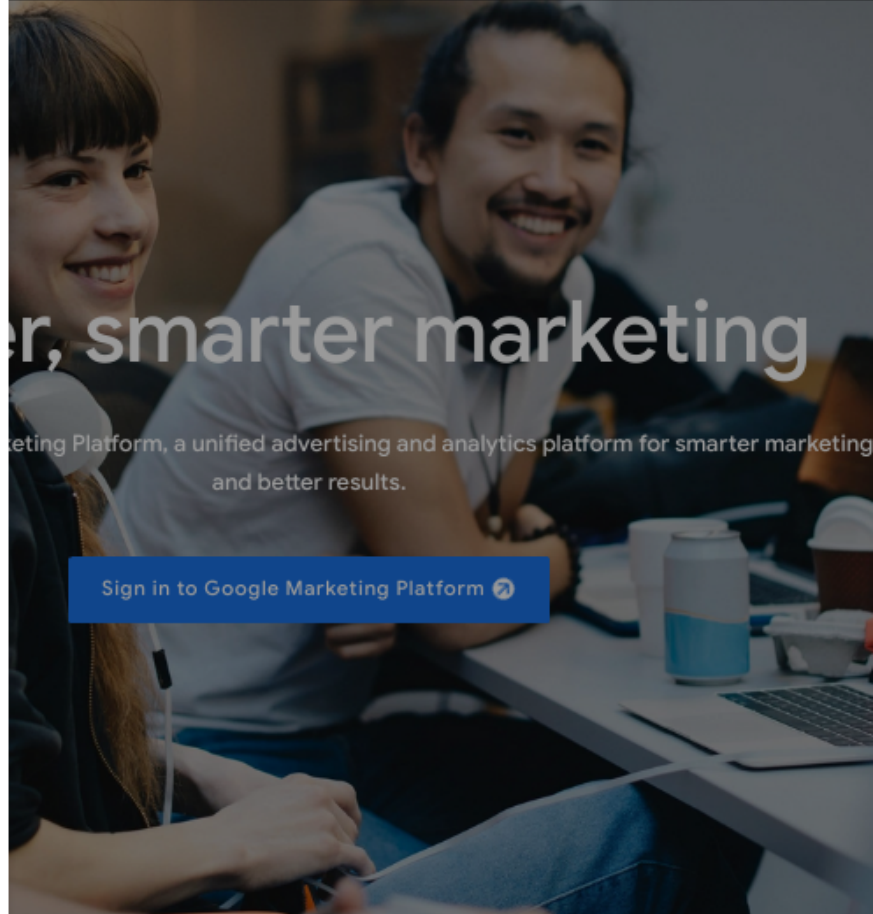 er, smarter marketing
keting Platform, a unified advertising and analytics platform for smarter marketing
and better results.
Sign in to Google Marketing Platform